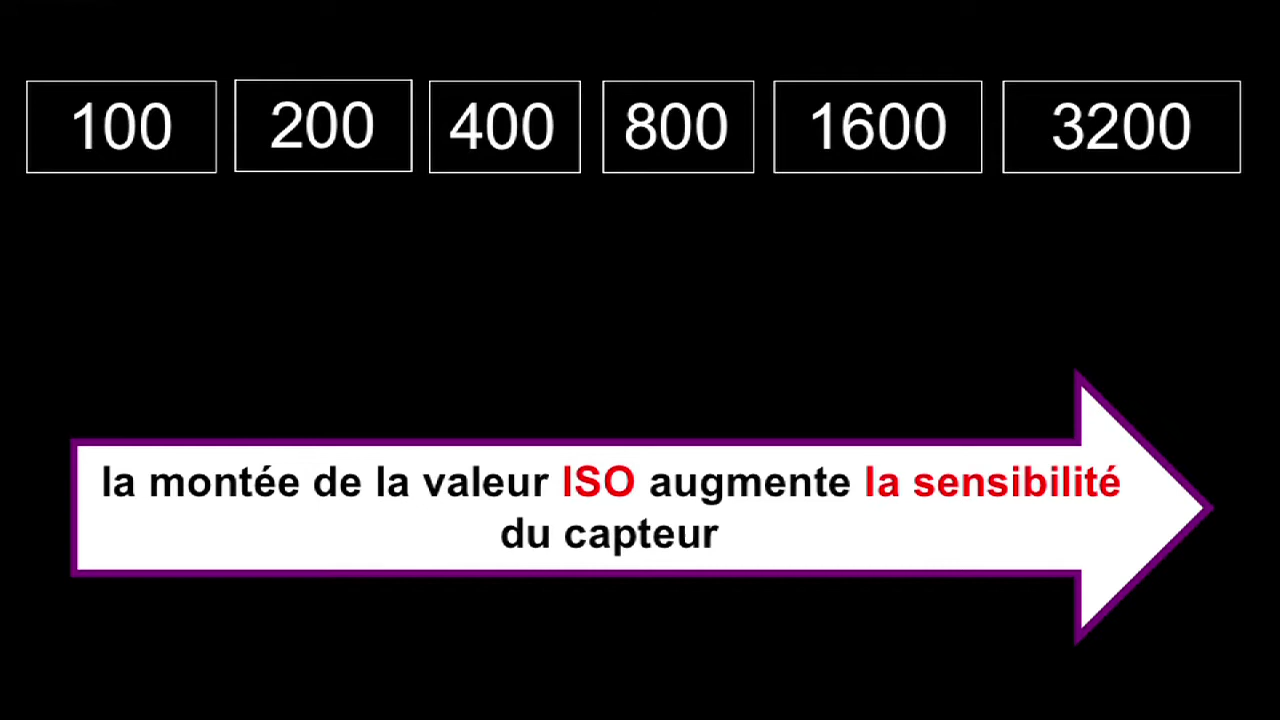 100 200 400 800 1600 3200
la montée de la valeur ISO augmente la sensibilité
du capteur